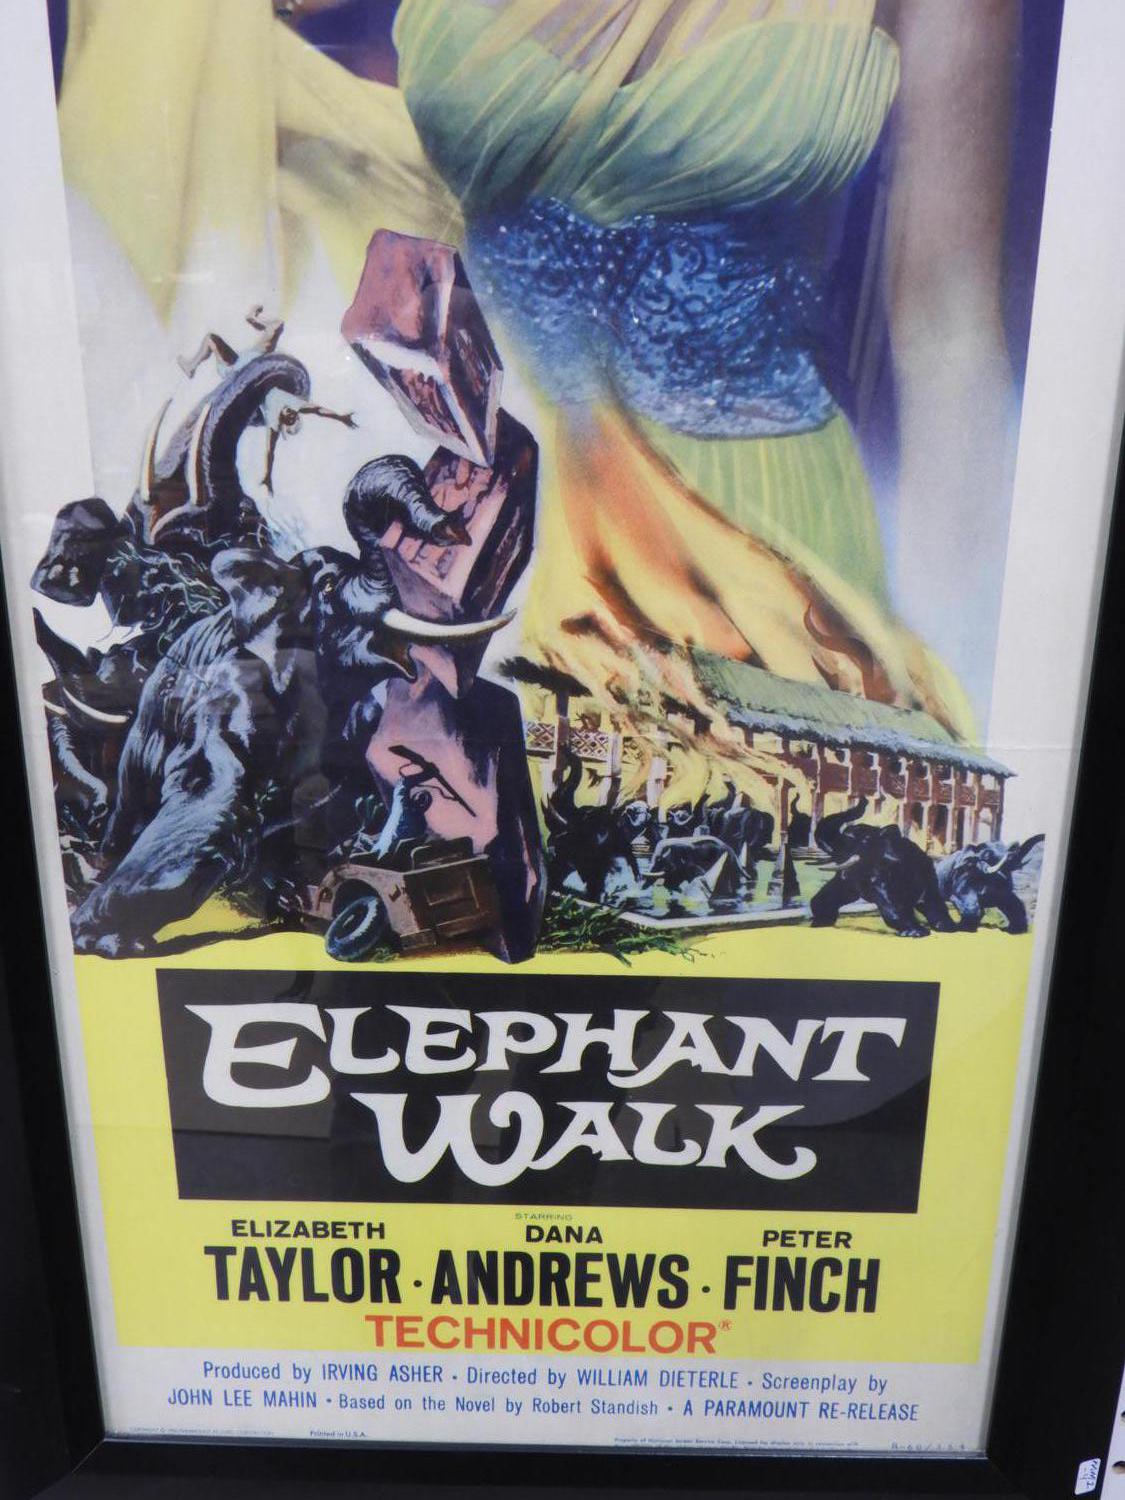 ELEPHANT
WALK
STARRING
ELIZABETH DANA PETER
TAYLOR · ANDREWS · FINCH
TECHNICOLOR®
Produced by IRVING ASHER · Directed by WILLIAM DIETERLE · Screenplay by
JOHN LEE MAHIN · Based on the Novel by Robert Standish · A PARAMOUNT RE-RELEASE
Printed in U.S.A.